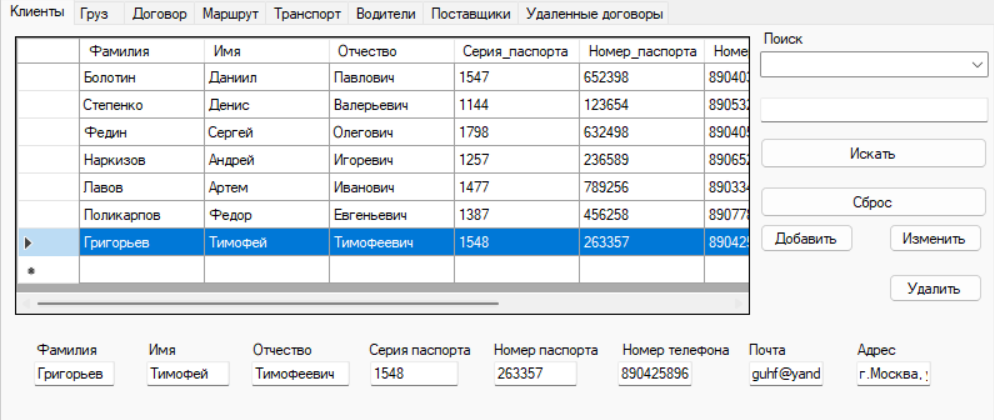 Клиенты Груз Договор Маршрут Транспорт Водители Поставщики Удаленные договоры
Фамилия Имя Отчество Серия_паспорта Номер_паспорта Номе
Болотин Даниил Павлович 1547 652398 890403
Степенко Денис Валерьевич 1144 123654 890532
Федин Сергей Олегович 1798 632498 890405
Наркизов Андрей Игоревич 1257 236589 890652
Лавов Артем Иванович 1477 789256 890334
Поликарпов Федор Евгеньевич 1387 456258 890778
Григорьев Тимофей Тимофеевич 1548 263357 890425
Поиск
Искать
Сброс
Добавить Изменить
Удалить
Фамилия Имя Отчество Серия паспорта Номер паспорта Номер телефона Почта Адрес
Григорьев Тимофей Тимофеевич 1548 263357 890425896 guhf@yand г.Москва,